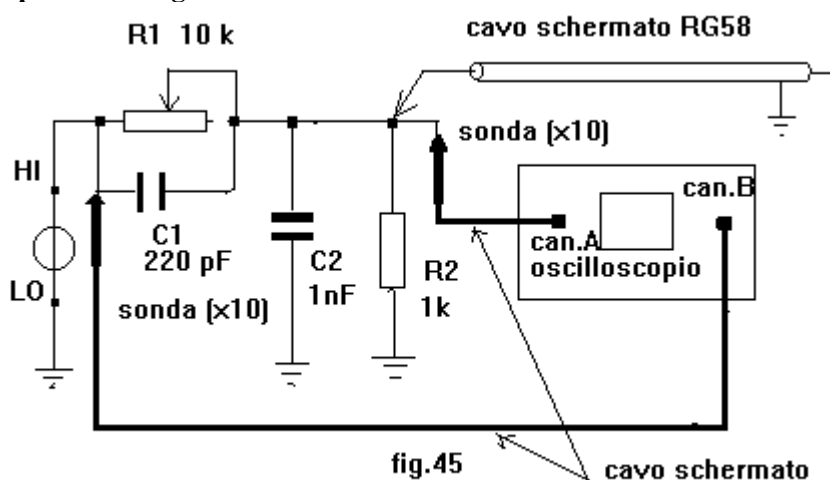 R1 10 k
cavo schermato RG58
sonda (x10)
HI
can.B
C1
220 pF
C2
1nF
can.A
oscilloscopio
R2
1k
LO
sonda (x10)
fig.45
cavo schermato